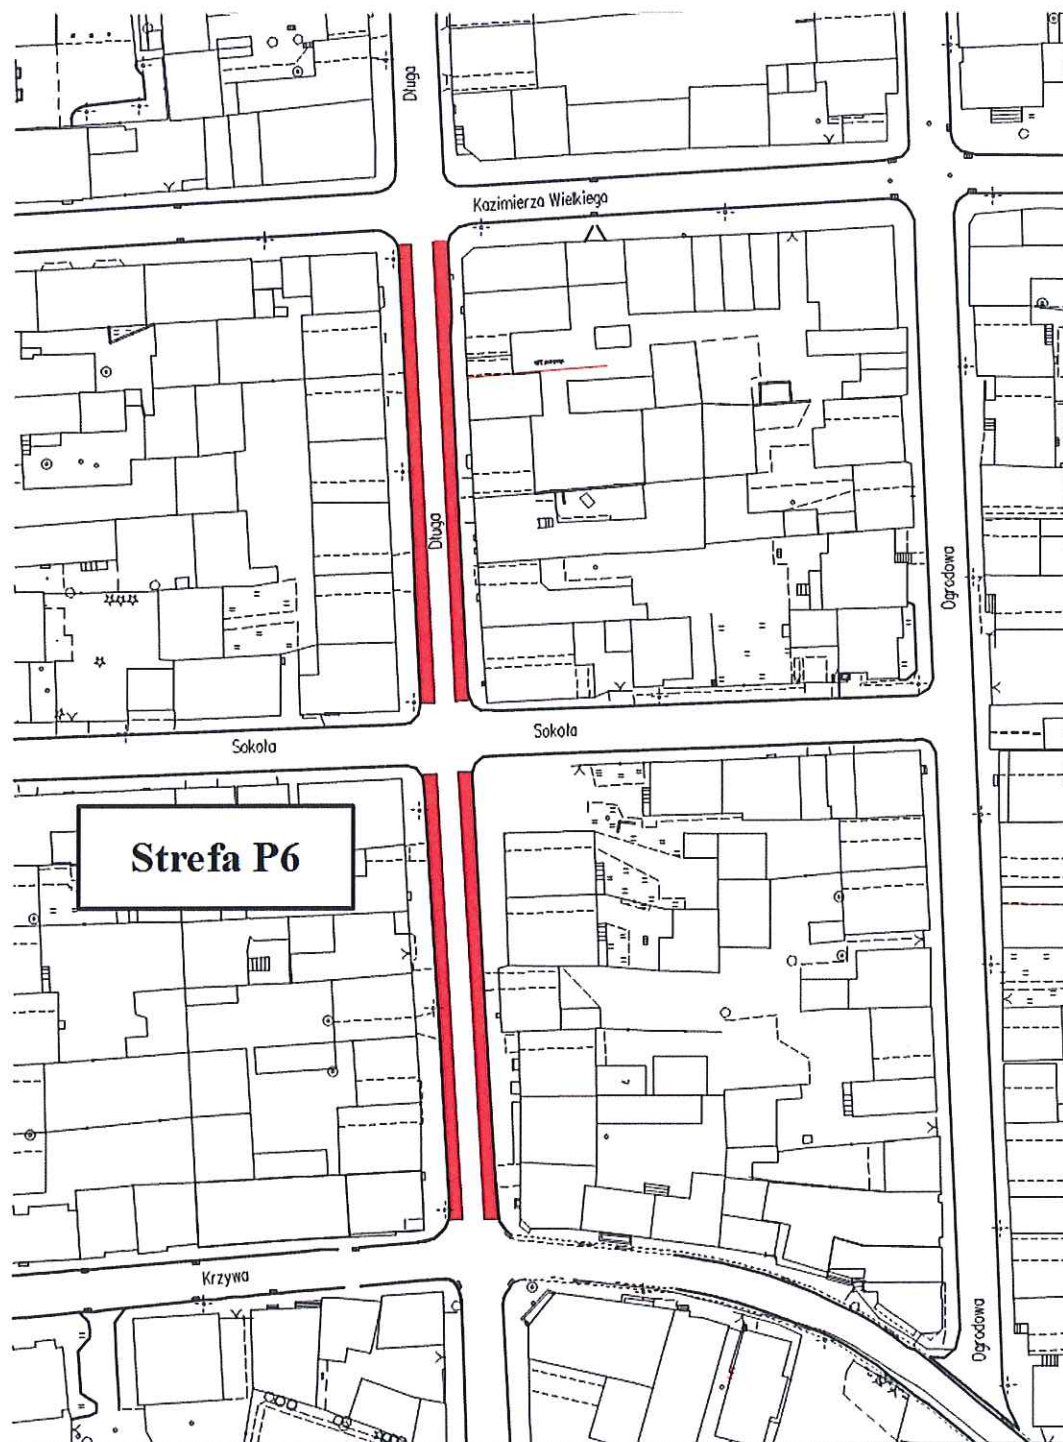 Długa
Kazimierza Wielkiego
Długa
Ogrodowa
Sokoła
Sokoła
Strefa P6
Krzywa
Ogrodowa